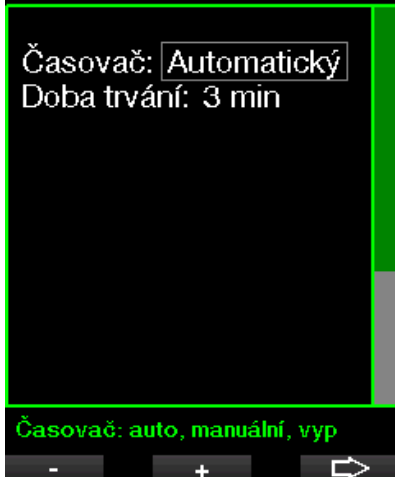 Časovač: Automatický
Doba trvání: 3 min
Časovač: auto, manuální, vyp
- + ⇨